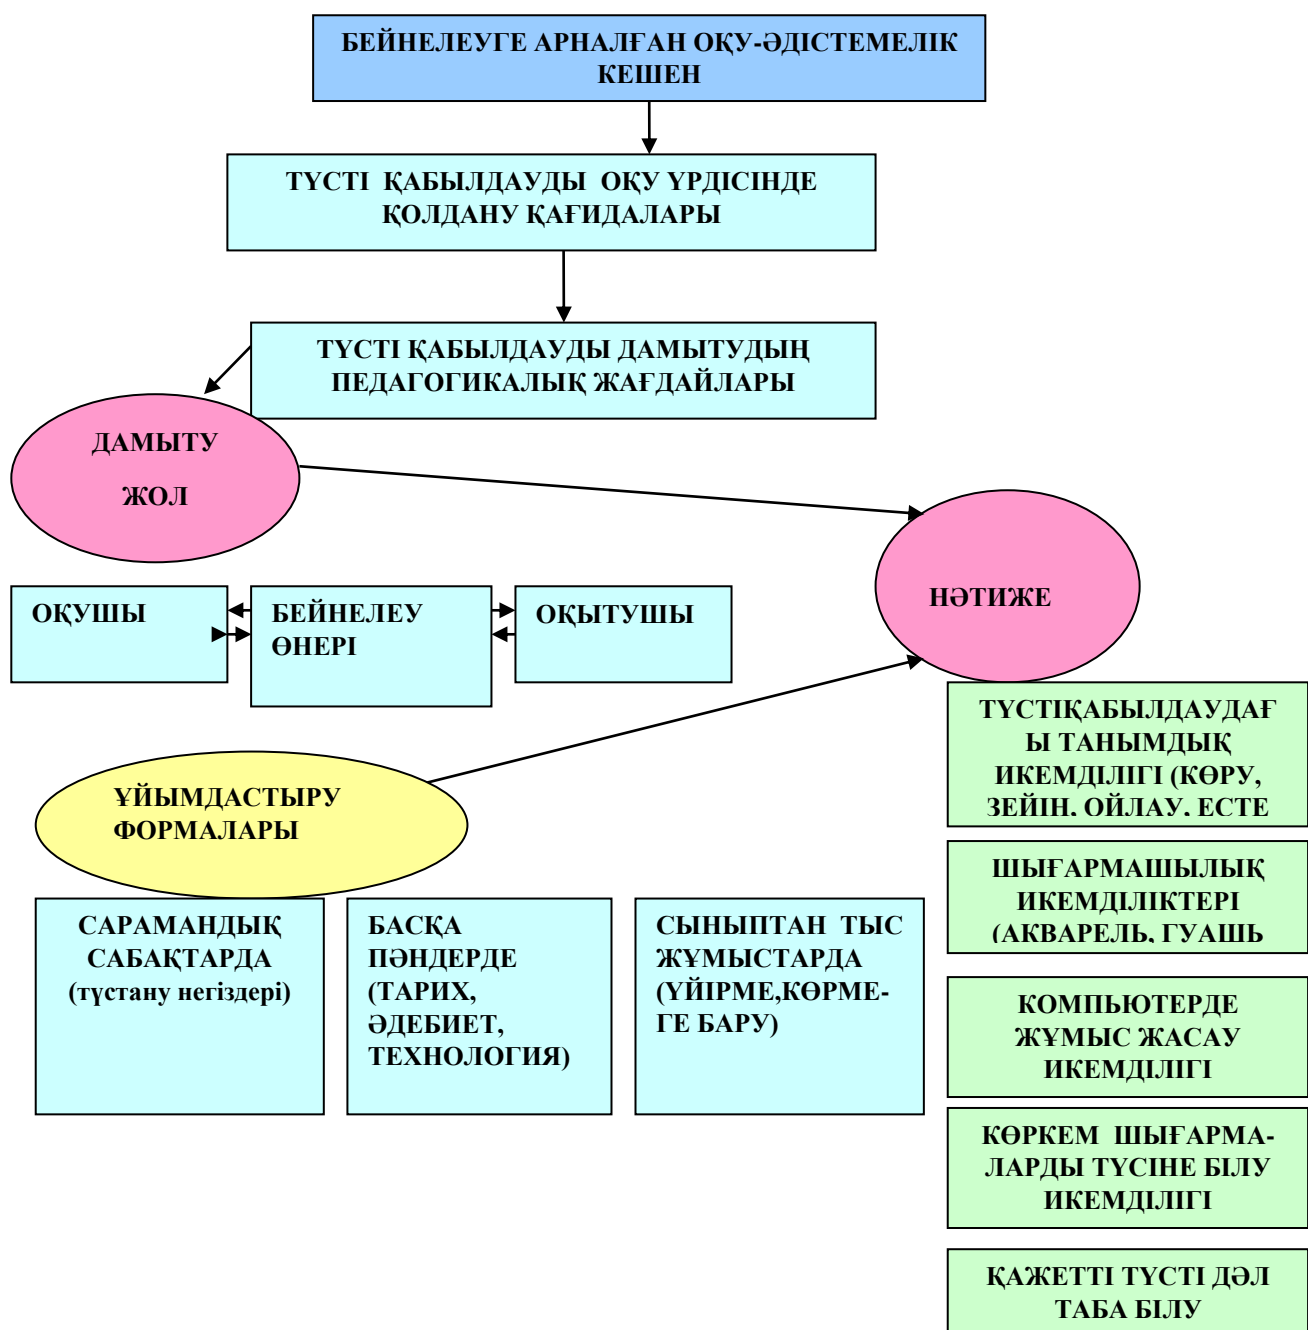 БЕЙНЕЛЕУГЕ АРНАЛҒАН ОҚУ-ӘДІСТЕМЕЛІК
КЕШЕН
ТҮСТІ ҚАБЫЛДАУДЫ ОҚУ ҮРДІСІНДЕ
ҚОЛДАНУ ҚАҒИДАЛАРЫ
ТҮСТІ ҚАБЫЛДАУДЫ ДАМЫТУДЫҢ
ПЕДАГОГИКАЛЫҚ ЖАҒДАЙЛАРЫ
ДАМЫТУ
ЖОЛ
НӘТИЖЕ
ОҚУШЫ
БЕЙНЕЛЕУ
ӨНЕРІ
ОҚЫТУШЫ
ҰЙЫМДАСТЫРУ
ФОРМАЛАРЫ
САРАМАНДЫҚ
САБАҚТАРДА
(түстану негіздері)
БАСҚА
ПӘНДЕРДЕ
(ТАРИХ,
ӘДЕБИЕТ,
ТЕХНОЛОГИЯ)
СЫНЫПТАН ТЫС
ЖҰМЫСТАРДА
(ҮЙІРМЕ,КӨРМЕ-
ГЕ БАРУ)
ТҮСТІҚАБЫЛДАУДАҒ
Ы ТАНЫМДЫҚ
ИКЕМДІЛІГІ (КӨРУ,
ЗЕЙІН, ОЙЛАУ, ЕСТЕ
ШЫҒАРМАШЫЛЫҚ
ИКЕМДІЛІКТЕРІ
(АКВАРЕЛЬ, ГУАШЬ
КОМПЬЮТЕРДЕ
ЖҰМЫС ЖАСАУ
ИКЕМДІЛІГІ
КӨРКЕМ ШЫҒАРМА-
ЛАРДЫ ТҮСІНЕ БІЛУ
ИКЕМДІЛІГІ
ҚАЖЕТТІ ТҮСТІ ДӘЛ
ТАБА БІЛУ